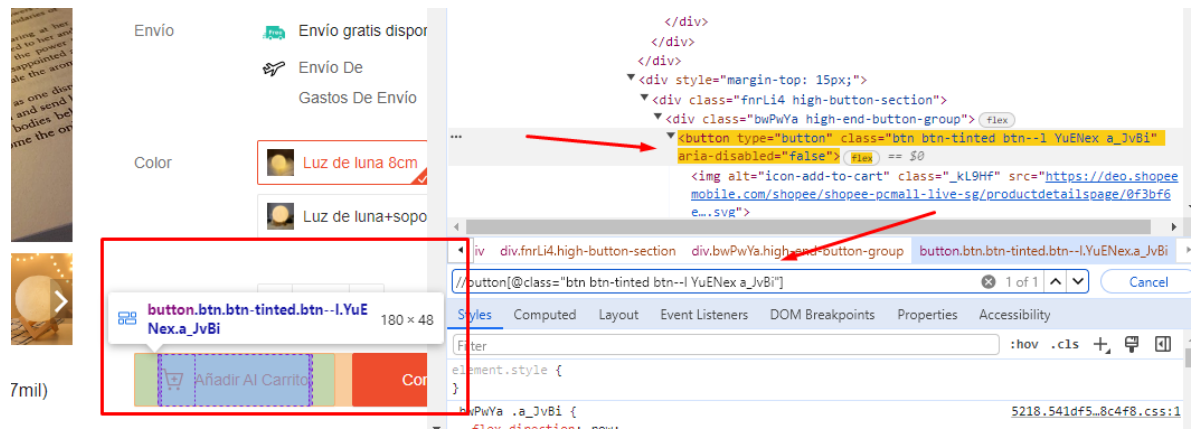 Envío
Free
Envío gratis dispor
Envío De
Gastos De Envío
Color
Luz de luna 8cm
Luz de luna+sopo
button.btn.btn-tinted.btn--l.YuE
Nex.a_JvBi
180 × 48
Añadir Al Carrito
Con
7mil)
</div>
</div>
</div>
▼<div style="margin-top: 15px;">
▼<div class="fnrLi4 high-button-section">
▼<div class="bwPwYa high-end-button-group"> flex
… ▼<button type="button" class="btn btn-tinted btn--l YuENex a_JvBi"
aria-disabled="false"> flex == $0
<img alt="icon-add-to-cart" class="_kL9Hf" src="https://deo.shopee
mobile.com/shopee/shopee-pcmall-live-sg/productdetailspage/0f3bf6
e….svg">
iv div.fnrLi4.high-button-section div.bwPwYa.high-end-button-group button.btn.btn-tinted.btn--l.YuENex.a_JvBi
//button[@class="btn btn-tinted btn--l YuENex a_JvBi"] 1 of 1 Cancel
Styles Computed Layout Event Listeners DOM Breakpoints Properties Accessibility
Filter :hov .cls
element.style {
}
.bwPwYa .a_JvBi { 5218.541df5…8c4f8.css:1
flex-direction: row;